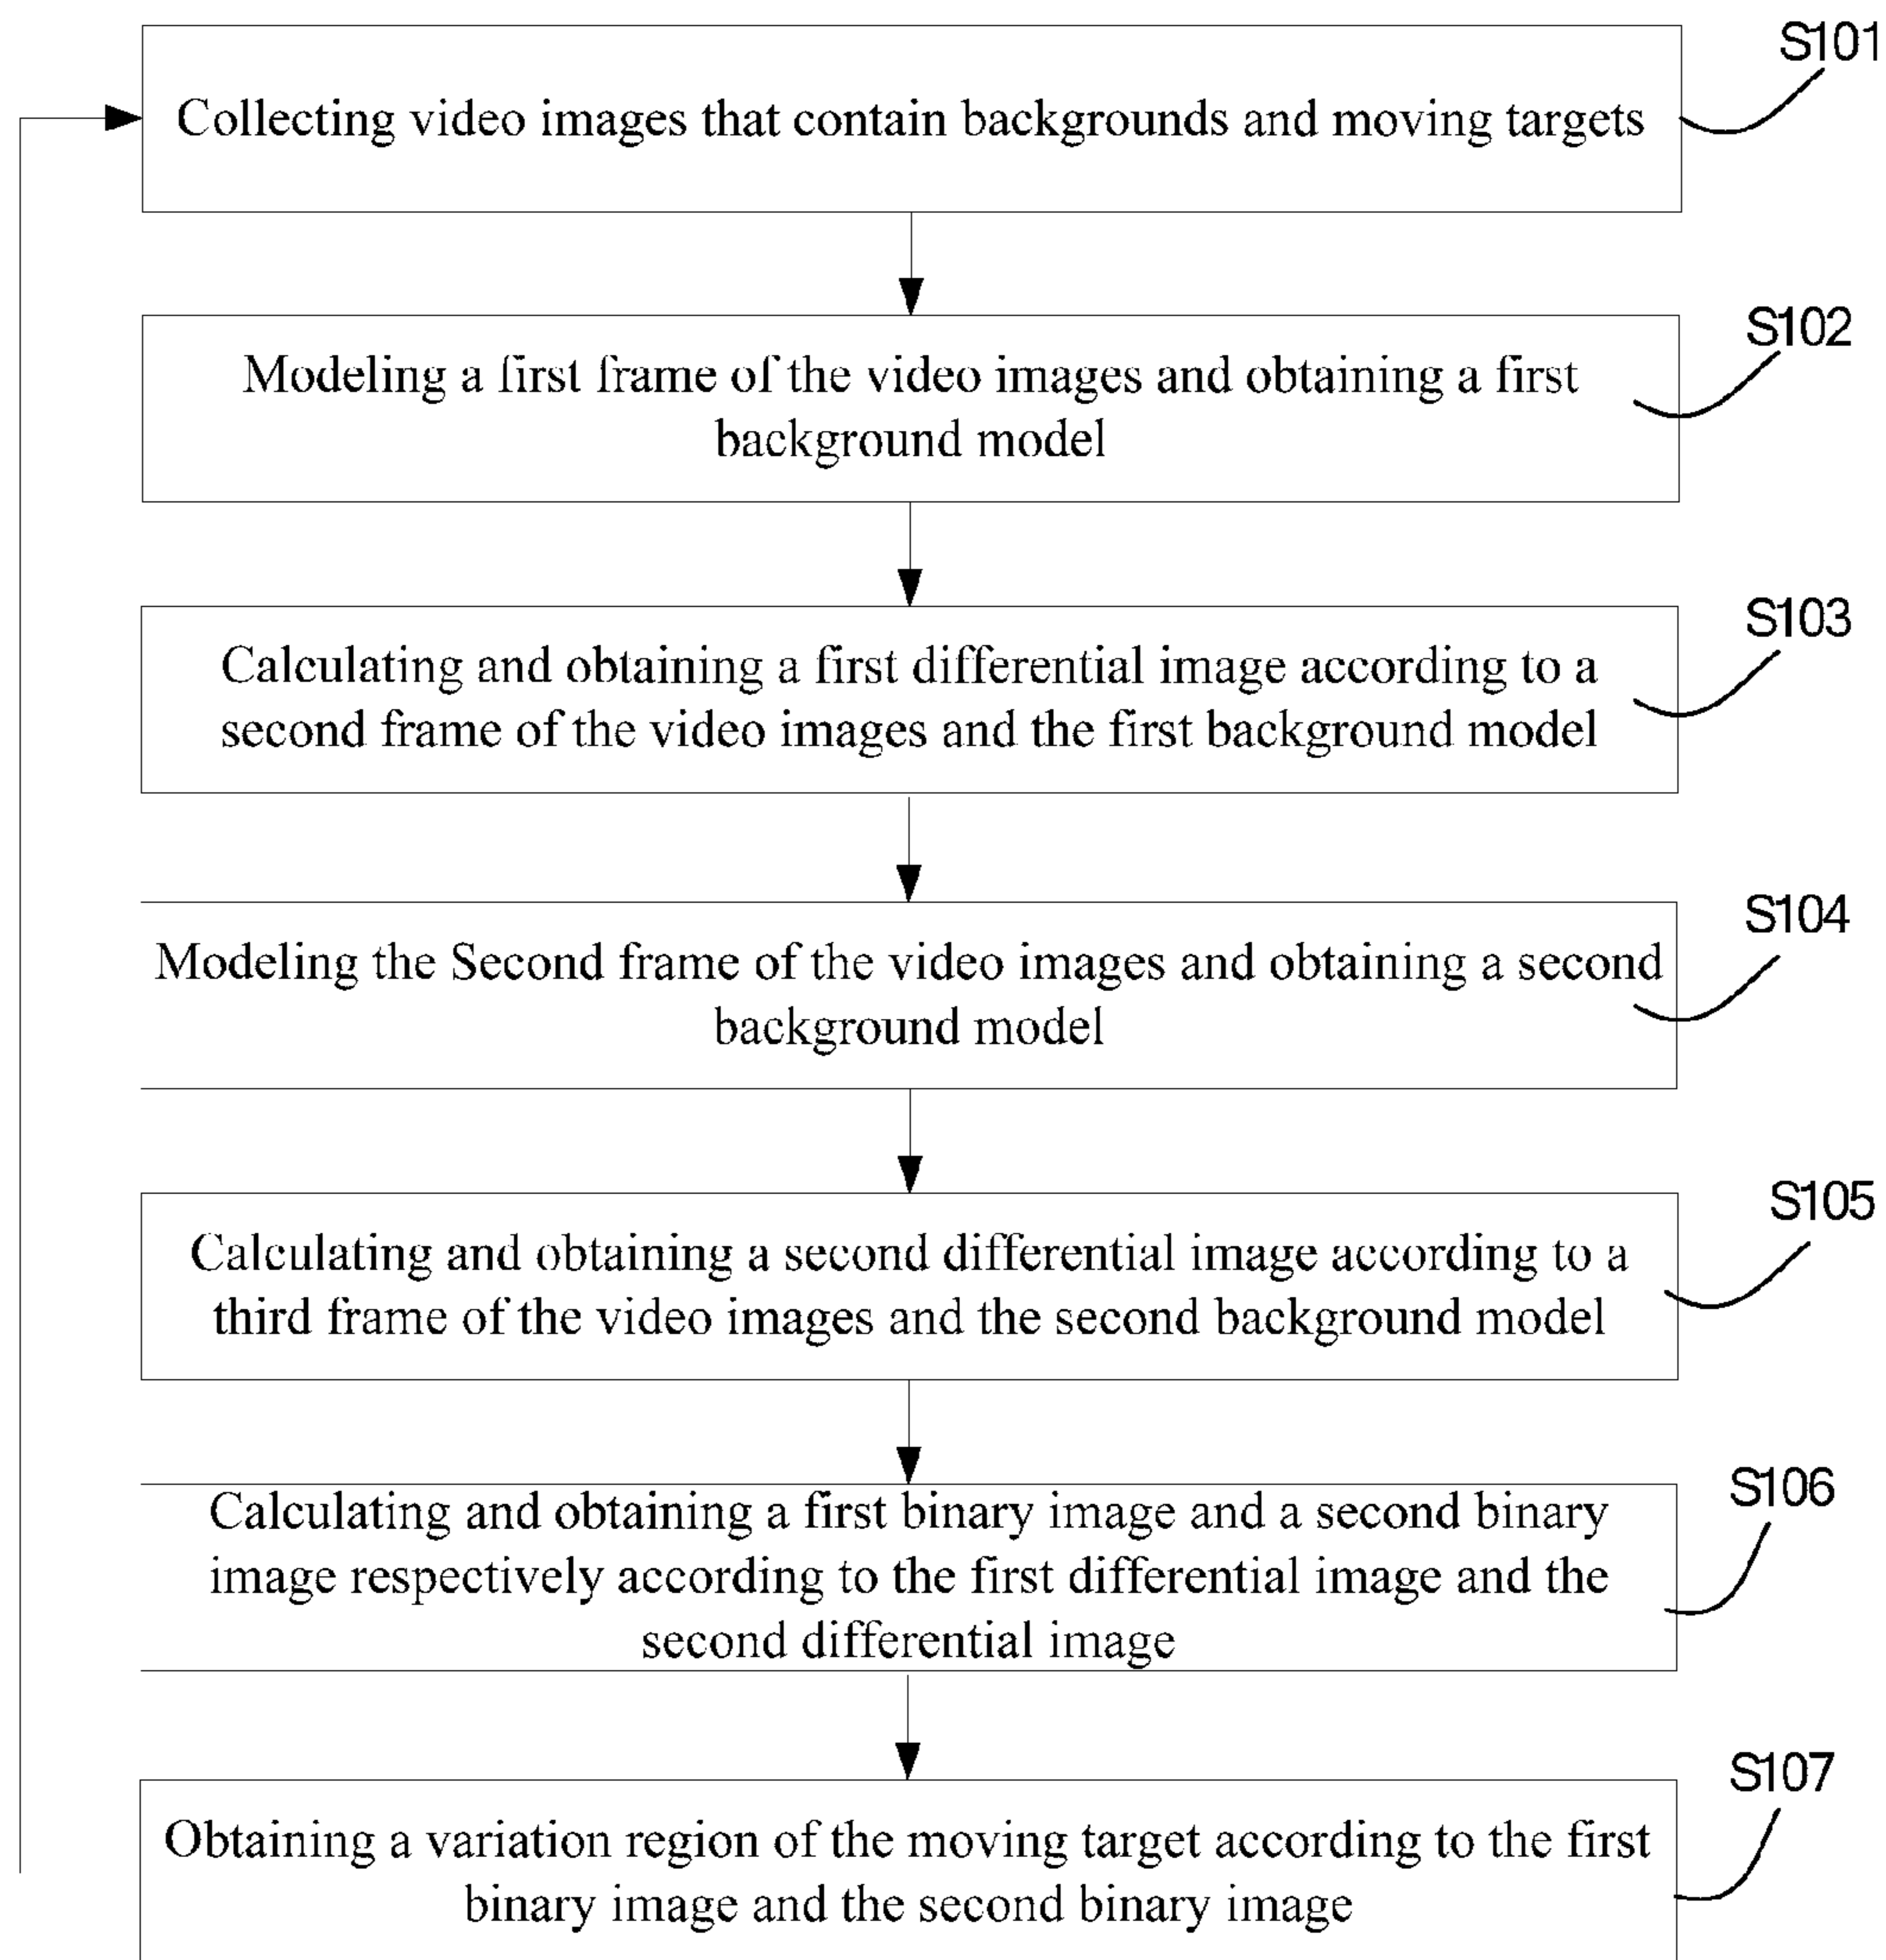 S101
Collecting video images that contain backgrounds and moving targets
S102
Modeling a first frame of the video images and obtaining a first
background model
S103
Calculating and obtaining a first differential image according to a
second frame of the video images and the first background model
S104
Modeling the Second frame of the video images and obtaining a second
background model
S105
Calculating and obtaining a second differential image according to a
third frame of the video images and the second background model
S106
Calculating and obtaining a first binary image and a second binary
image respectively according to the first differential image and the
second differential image
S107
Obtaining a variation region of the moving target according to the first
binary image and the second binary image